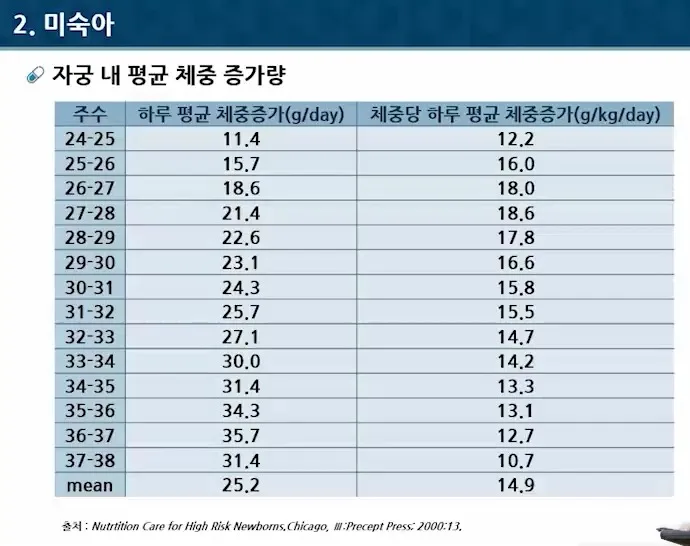 2. 미숙아
자궁 내 평균 체중 증가량
주수 하루 평균 체중증가(g/day) 체중당 하루 평균 체중증가(g/kg/day)
24-25 11.4 12.2
25-26 15.7 16.0
26-27 18.6 18.0
27-28 21.4 18.6
28-29 22.6 17.8
29-30 23.1 16.6
30-31 24.3 15.8
31-32 25.7 15.5
32-33 27.1 14.7
33-34 30.0 14.2
34-35 31.4 13.3
35-36 34.3 13.1
36-37 35.7 12.7
37-38 31.4 10.7
mean 25.2 14.9
출처 : Nutrtition Care for High Risk Newborns,Chicago, Ⅲ:Precept Press: 2000:13.